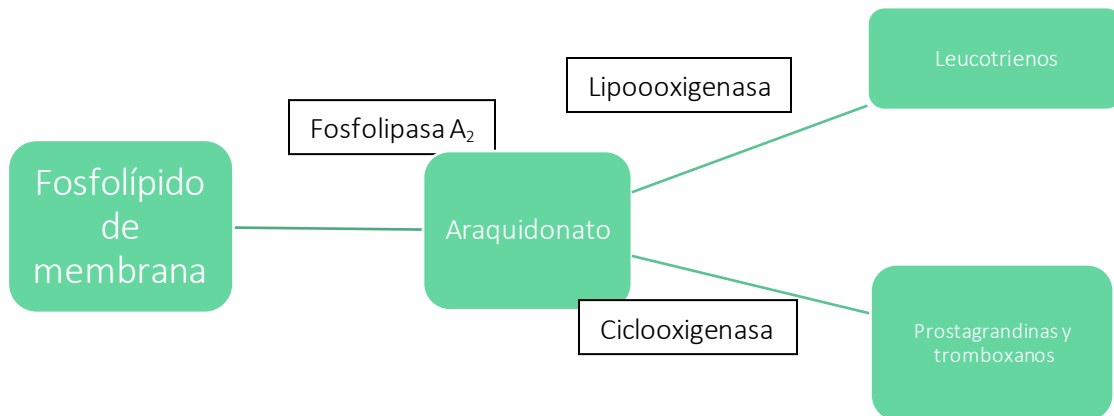 Leucotrienos
Lipoooxigenasa
Fosfolipasa A₂
Fosfolípido
de
membrana
Araquidonato
Ciclooxigenasa
Prostagrandinas y
tromboxanos